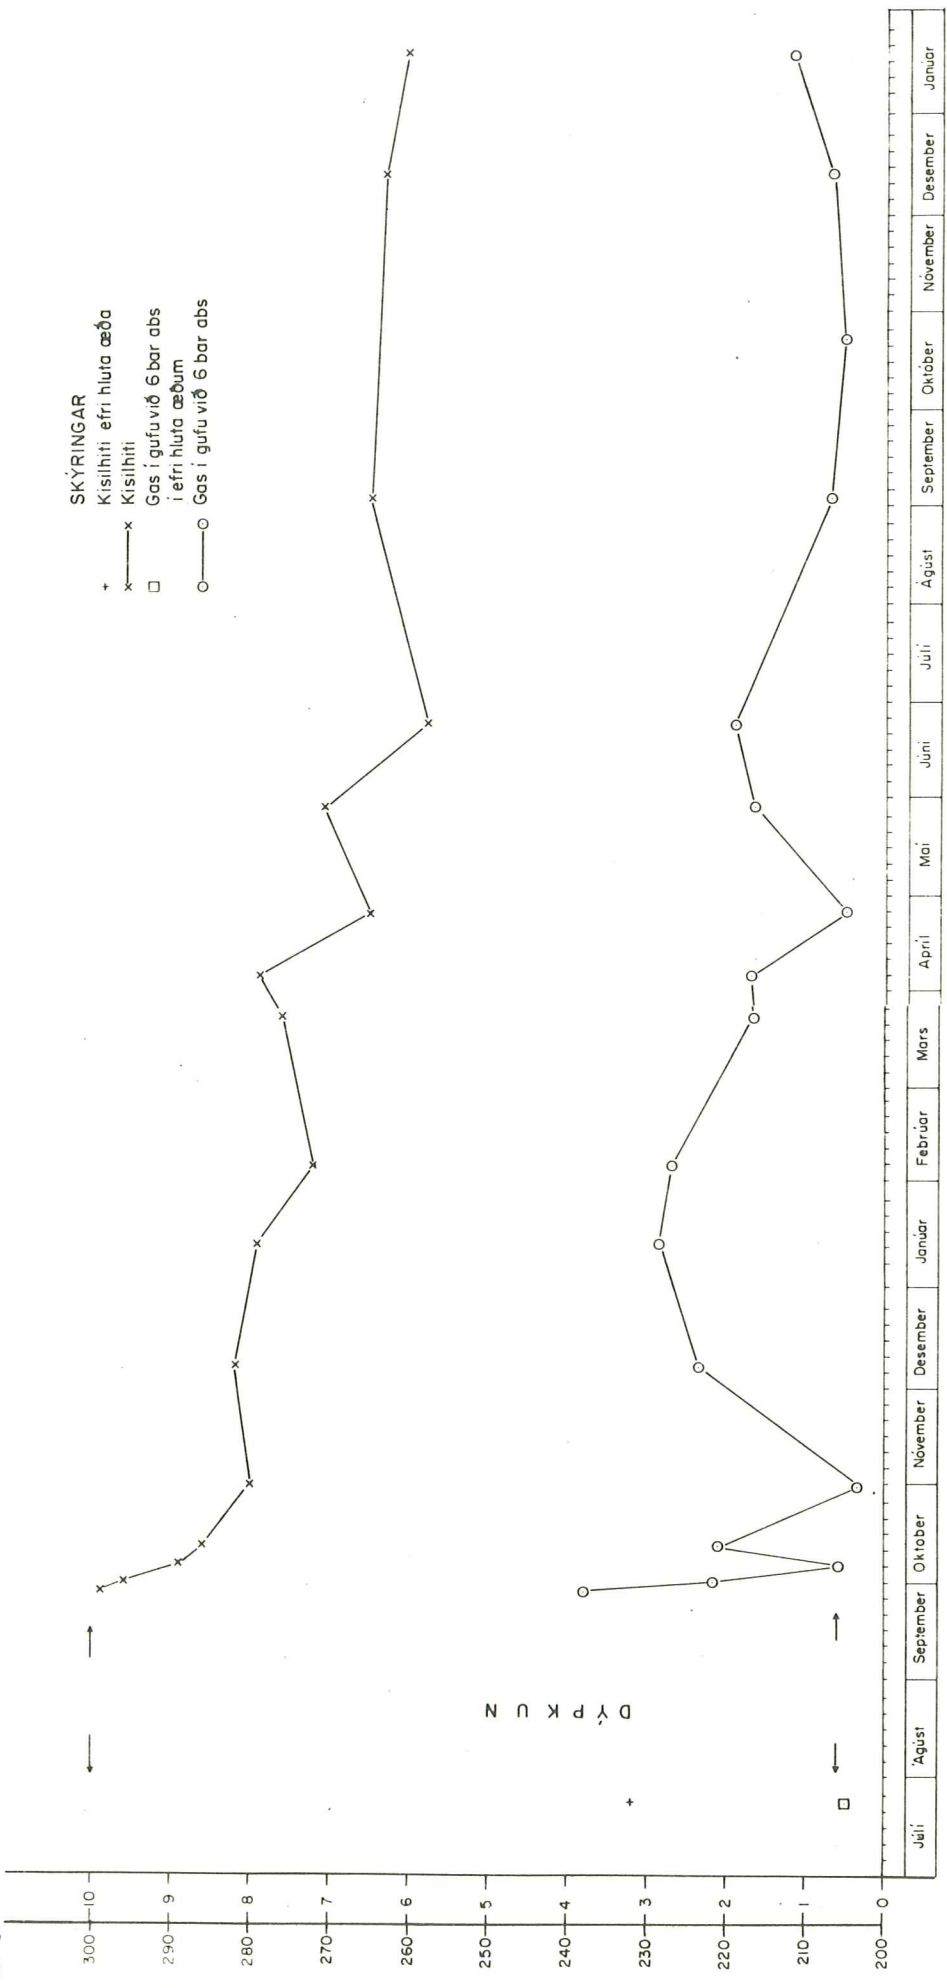 SKÝRINGAR
+ Kísilhiti efri hluta æða
x x Kísilhiti
□ Gas í gufu við 6 bar abs
í efri hluta æðum
o o Gas í gufu við 6 bar abs
DÝPKUN
300 10
290 9
280 8
270 7
260 6
250 5
240 4
230 3
220 2
210 1
200 0
Júlí Ágúst September Október Nóvember Desember Janúar Febrúar Mars Apríl Maí Júní Júlí Ágúst September Október Nóvember Desember Janúar